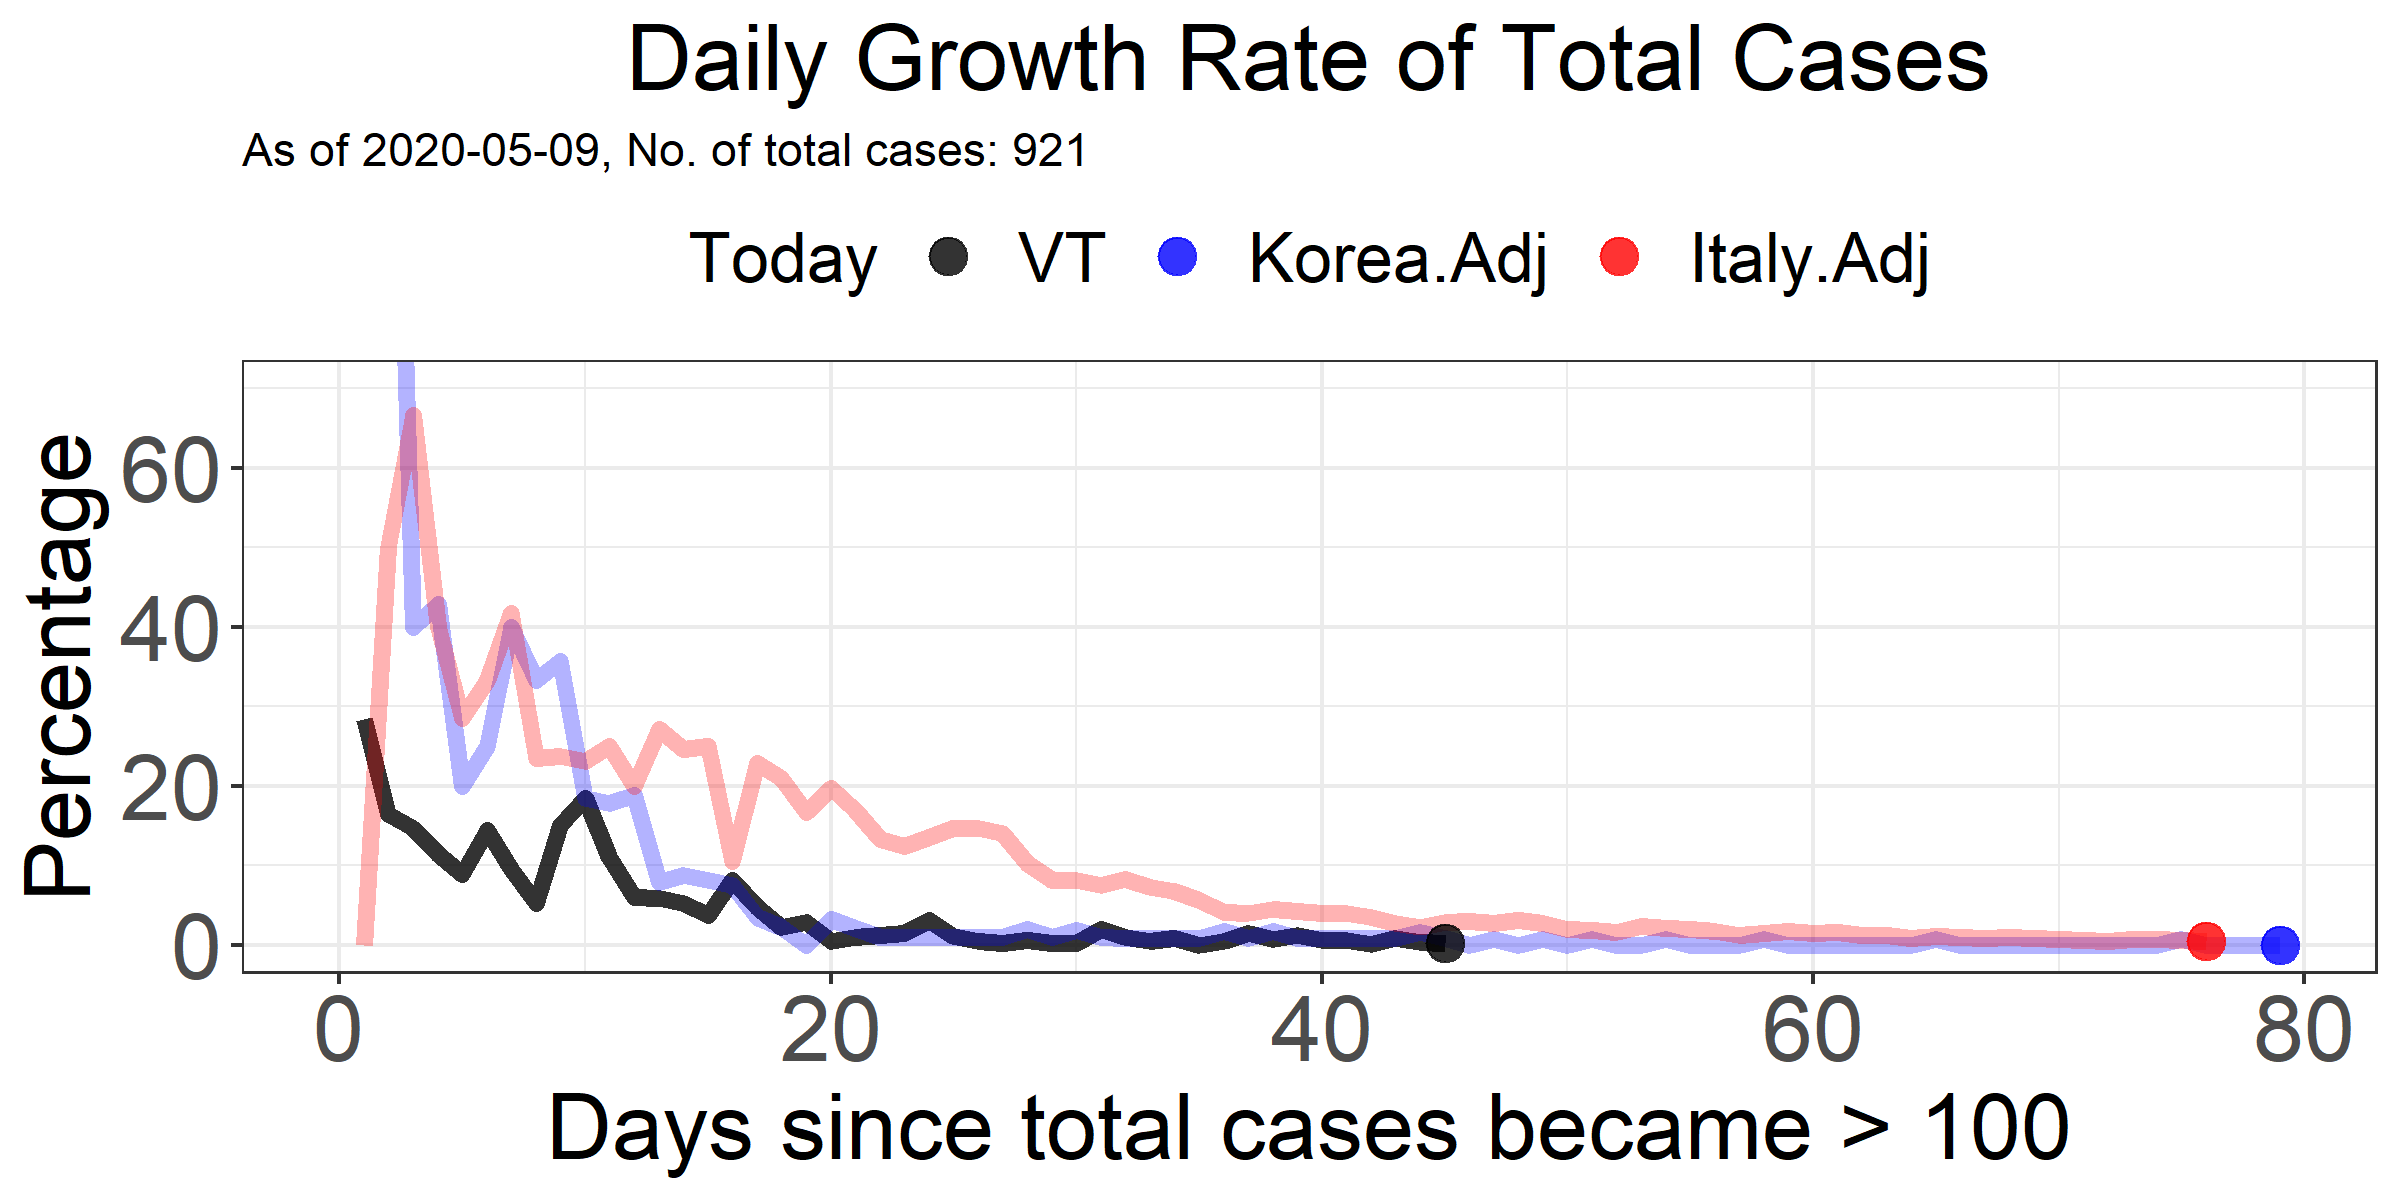 Daily Growth Rate of Total Cases
As of 2020-05-09, No. of total cases: 921
Today VT Korea.Adj Italy.Adj
Percentage
60
40
20
0
0 20 40 60 80
Days since total cases became > 100